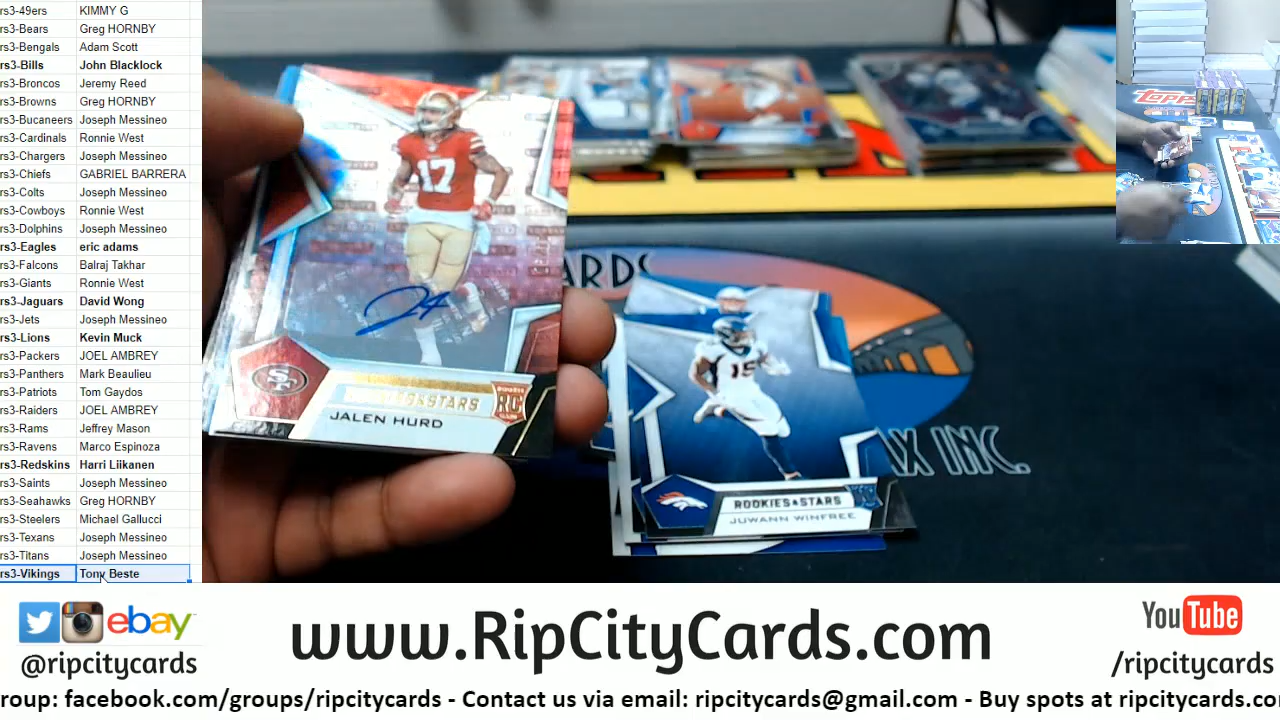 rs3-49ers KIMMY G
rs3-Bears Greg HORNBY
rs3-Bengals Adam Scott
rs3-Bills John Blacklock
rs3-Broncos Jeremy Reed
rs3-Browns Greg HORNBY
rs3-Bucaneers Joseph Messineo
rs3-Cardinals Ronnie West
rs3-Chargers Joseph Messineo
rs3-Chiefs GABRIEL BARRERA
rs3-Colts Joseph Messineo
rs3-Cowboys Ronnie West
rs3-Dolphins Joseph Messineo
rs3-Eagles eric adams
rs3-Falcons Balraj Takhar
rs3-Giants Ronnie West
rs3-Jaguars David Wong
rs3-Jets Joseph Messineo
rs3-Lions Kevin Muck
rs3-Packers JOEL AMBREY
rs3-Panthers Mark Beaulieu
rs3-Patriots Tom Gaydos
rs3-Raiders JOEL AMBREY
rs3-Rams Jeffrey Mason
rs3-Ravens Marco Espinoza
rs3-Redskins Harri Liikanen
rs3-Saints Joseph Messineo
rs3-Seahawks Greg HORNBY
rs3-Steelers Michael Gallucci
rs3-Texans Joseph Messineo
rs3-Titans Joseph Messineo
rs3-Vikings Tony Beste
17
SF
&STARS
RC
JALEN HURD
15
ROOKIES & STARS
JUWANN WINFREE
ARDS
AX INC.
TOPPS
ebay
@ripcitycards
www.RipCityCards.com
YouTube
/ripcitycards
roup: facebook.com/groups/ripcitycards - Contact us via email: ripcitycards@gmail.com - Buy spots at ripcitycards.co